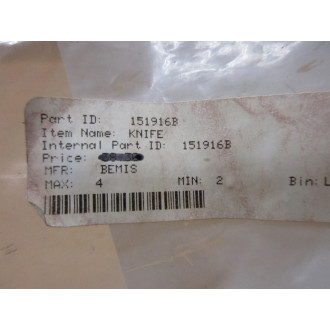 Part ID: 151916B
Item Name: KNIFE
Internal Part ID: 151916B
Price:
MFR: BEMIS
MAX: 4 MIN: 2 Bin: L